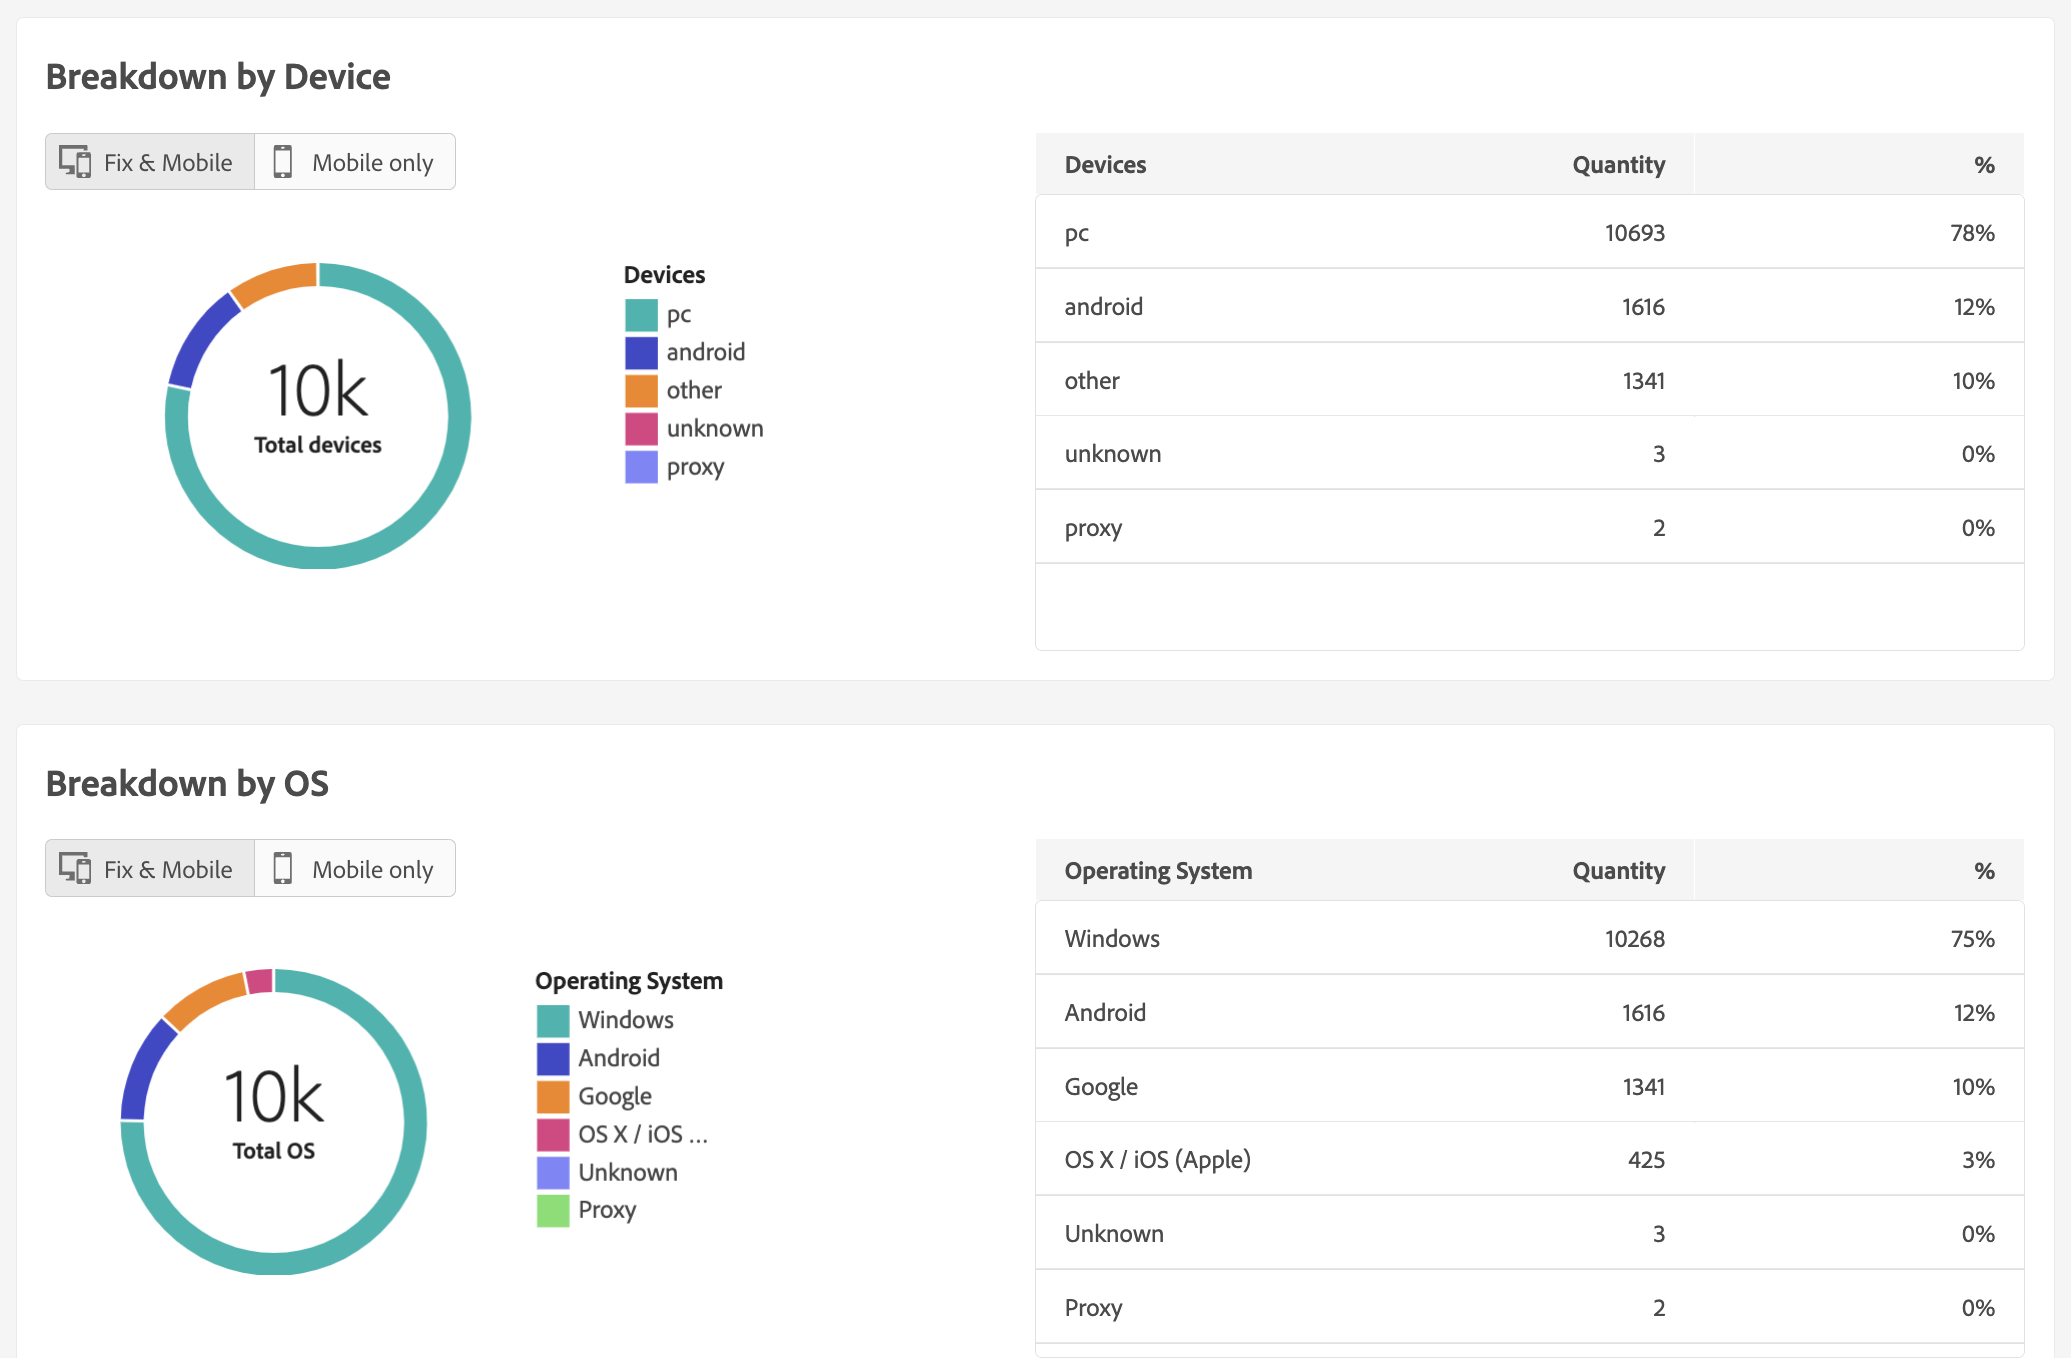 Breakdown by Device
Fix & Mobile
Mobile only
10k
Total devices
Devices
pc
android
other
unknown
proxy
Devices Quantity %
pc 10693 78%
android 1616 12%
other 1341 10%
unknown 3 0%
proxy 2 0%
Breakdown by OS
Fix & Mobile
Mobile only
10k
Total OS
Operating System
Windows
Android
Google
OS X / iOS ...
Unknown
Proxy
Operating System Quantity %
Windows 10268 75%
Android 1616 12%
Google 1341 10%
OS X / iOS (Apple) 425 3%
Unknown 3 0%
Proxy 2 0%